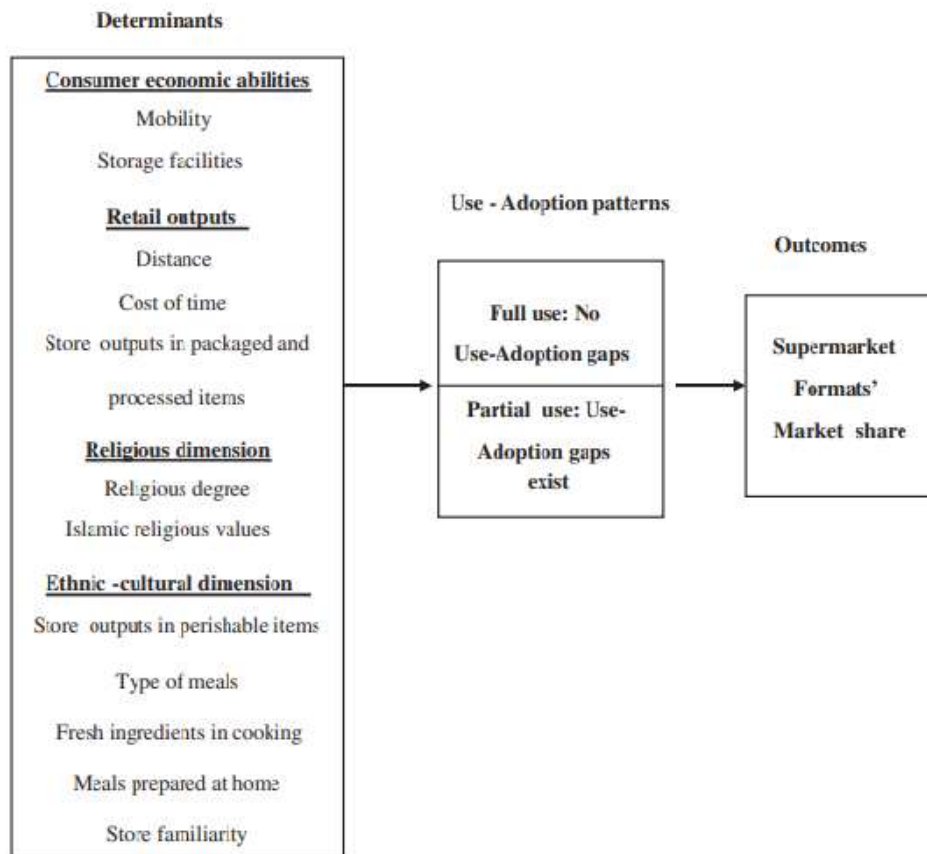 Determinants
Consumer economic abilities
Mobility
Storage facilities
Retail outputs
Distance
Cost of time
Store outputs in packaged and
processed items
Religious dimension
Religious degree
Islamic religious values
Ethnic -cultural dimension
Store outputs in perishable items
Type of meals
Fresh ingredients in cooking
Meals prepared at home
Store familiarity
Use - Adoption patterns
Full use: No
Use-Adoption gaps
Partial use: Use-
Adoption gaps
exist
Outcomes
Supermarket
Formats’
Market share